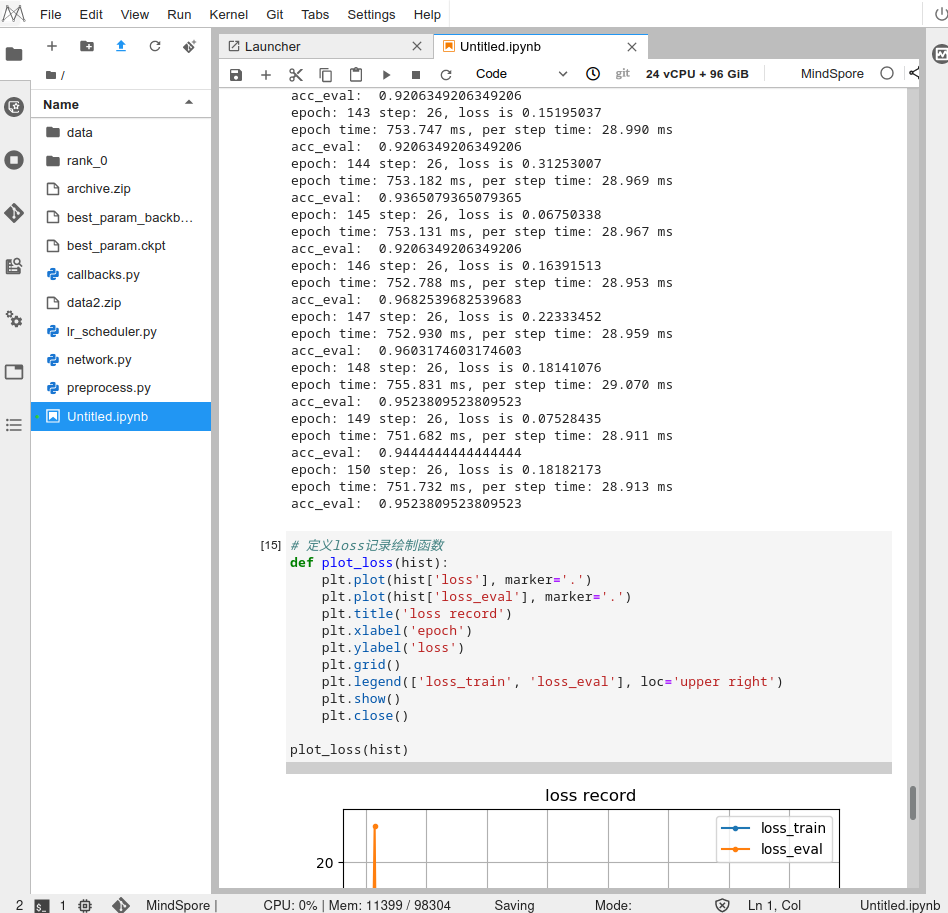 File Edit View Run Kernel Git Tabs Settings Help
Launcher
Untitled.ipynb
Code
git
24 vCPU + 96 GiB
MindSpore
/
Name
data
rank_0
archive.zip
best_param_backb...
best_param.ckpt
callbacks.py
data2.zip
lr_scheduler.py
network.py
preprocess.py
Untitled.ipynb
acc_eval:  0.9206349206349206
epoch: 143 step: 26, loss is 0.15195037
epoch time: 753.747 ms, per step time: 28.990 ms
acc_eval:  0.9206349206349206
epoch: 144 step: 26, loss is 0.31253007
epoch time: 753.182 ms, per step time: 28.969 ms
acc_eval:  0.9365079365079365
epoch: 145 step: 26, loss is 0.06750338
epoch time: 753.131 ms, per step time: 28.967 ms
acc_eval:  0.9206349206349206
epoch: 146 step: 26, loss is 0.16391513
epoch time: 752.788 ms, per step time: 28.953 ms
acc_eval:  0.9682539682539683
epoch: 147 step: 26, loss is 0.22333452
epoch time: 752.930 ms, per step time: 28.959 ms
acc_eval:  0.9603174603174603
epoch: 148 step: 26, loss is 0.18141076
epoch time: 755.831 ms, per step time: 29.070 ms
acc_eval:  0.9523809523809523
epoch: 149 step: 26, loss is 0.07528435
epoch time: 751.682 ms, per step time: 28.911 ms
acc_eval:  0.9444444444444444
epoch: 150 step: 26, loss is 0.18182173
epoch time: 751.732 ms, per step time: 28.913 ms
acc_eval:  0.9523809523809523
[15]
# 定义loss记录绘制函数
def plot_loss(hist):
    plt.plot(hist['loss'], marker='.')
    plt.plot(hist['loss_eval'], marker='.')
    plt.title('loss record')
    plt.xlabel('epoch')
    plt.ylabel('loss')
    plt.grid()
    plt.legend(['loss_train', 'loss_eval'], loc='upper right')
    plt.show()
    plt.close()
plot_loss(hist)
loss record
loss_train
loss_eval
20
2 $_ 1 MindSpore | CPU: 0% | Mem: 11399 / 98304 Saving Mode: Ln 1, Col Untitled.ipynb